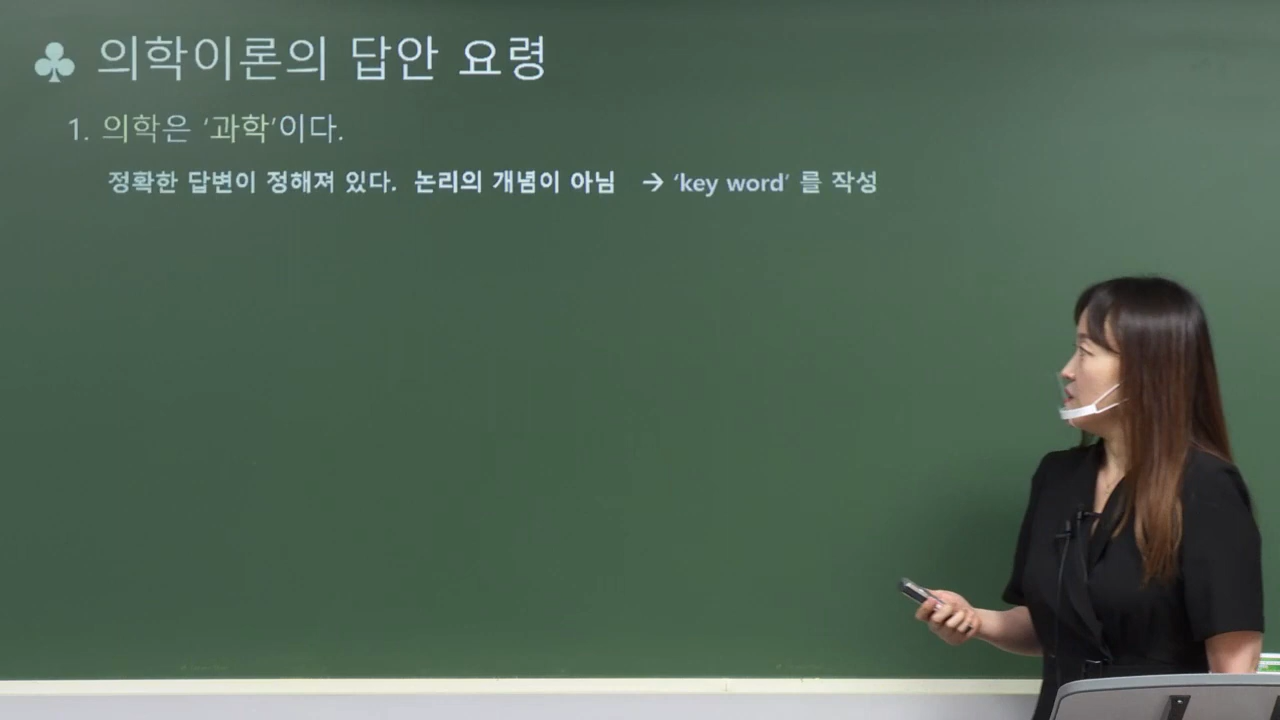 ♣ 의학이론의 답안 요령
1. 의학은 ‘과학’이다.
정확한 답변이 정해져 있다. 논리의 개념이 아님 → ‘key word’ 를 작성